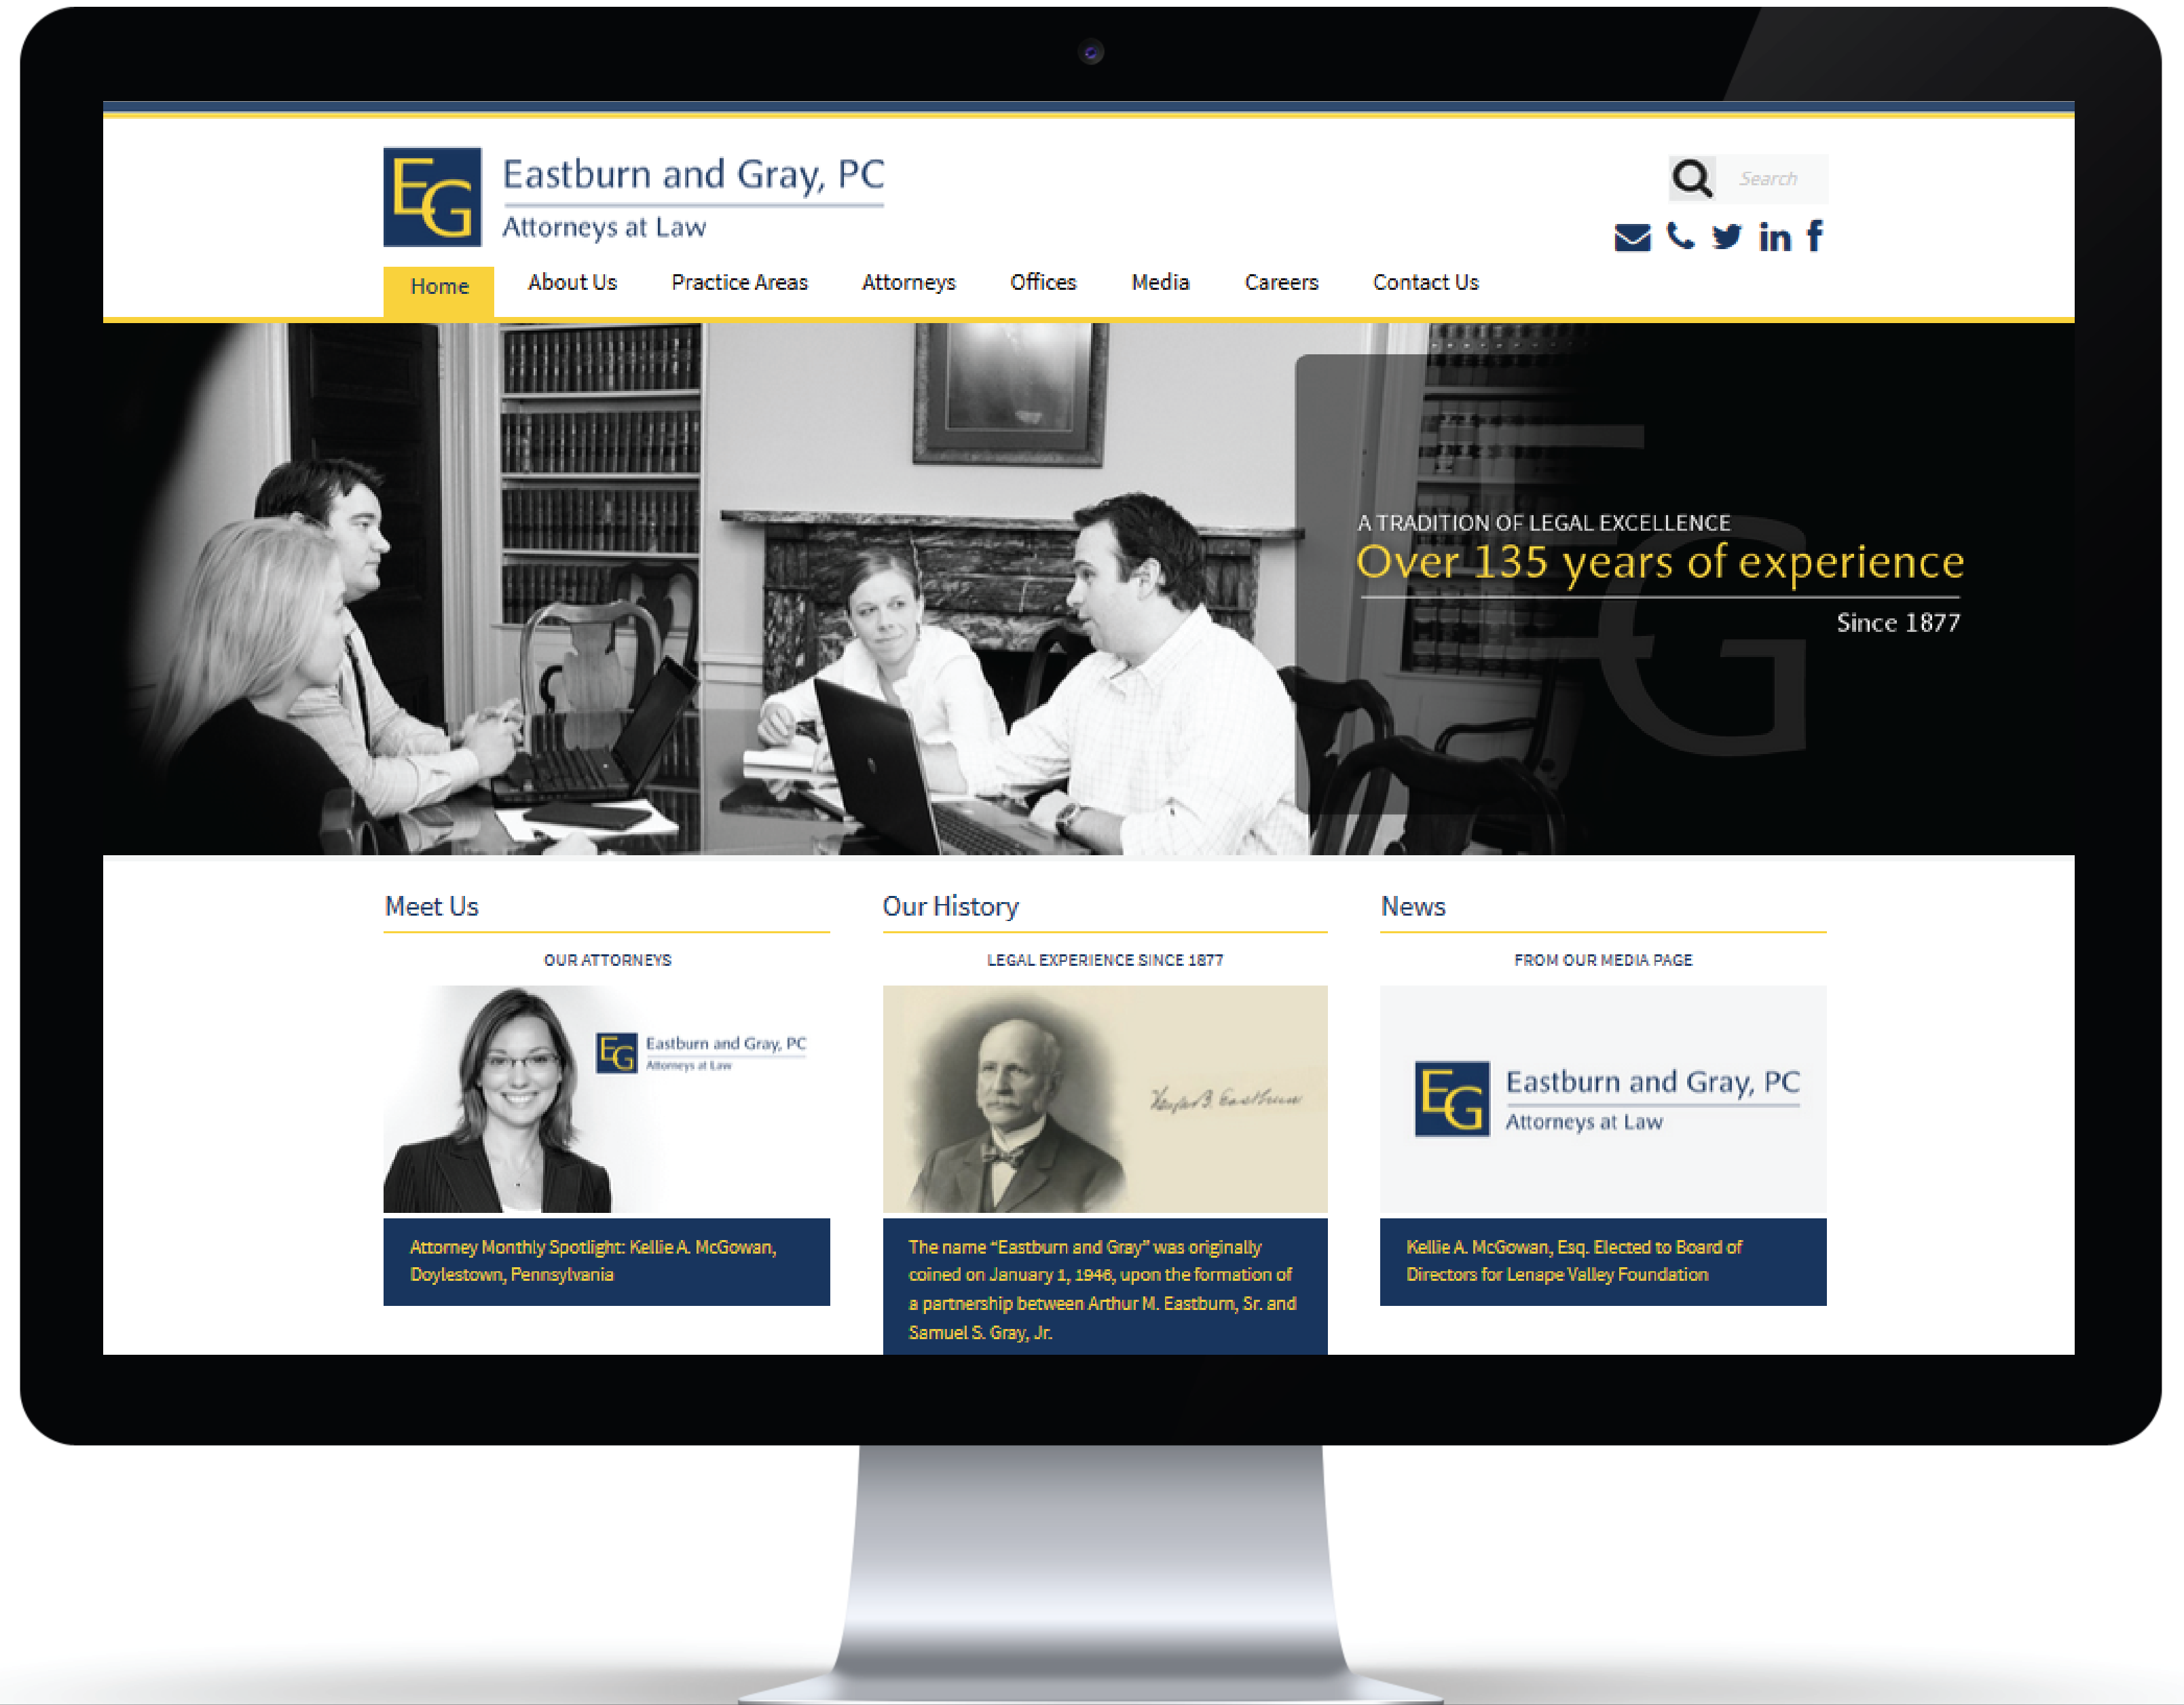 EG
Eastburn and Gray, PC
Attorneys at Law
Search
Home
About Us
Practice Areas
Attorneys
Offices
Media
Careers
Contact Us
A TRADITION OF LEGAL EXCELLENCE
Over 135 years of experience
Since 1877
EG
Meet Us
OUR ATTORNEYS
EG
Eastburn and Gray, PC
Attorneys at Law
Attorney Monthly Spotlight: Kellie A. McGowan,
Doylestown, Pennsylvania
Our History
LEGAL EXPERIENCE SINCE 1877
B. Eastburn
The name “Eastburn and Gray” was originally
coined on January 1, 1946, upon the formation of
a partnership between Arthur M. Eastburn, Sr. and
Samuel S. Gray, Jr.
News
FROM OUR MEDIA PAGE
EG
Eastburn and Gray, PC
Attorneys at Law
Kellie A. McGowan, Esq. Elected to Board of
Directors for Lenape Valley Foundation